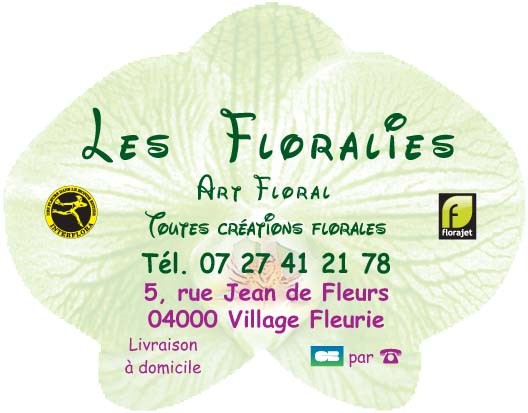 Les Floralies
Art Floral
Toutes créations florales
INTERFLORA
florajet
Tél. 07 27 41 21 78
5, rue Jean de Fleurs
04000 Village Fleurie
Livraison
à domicile
CB par ☎